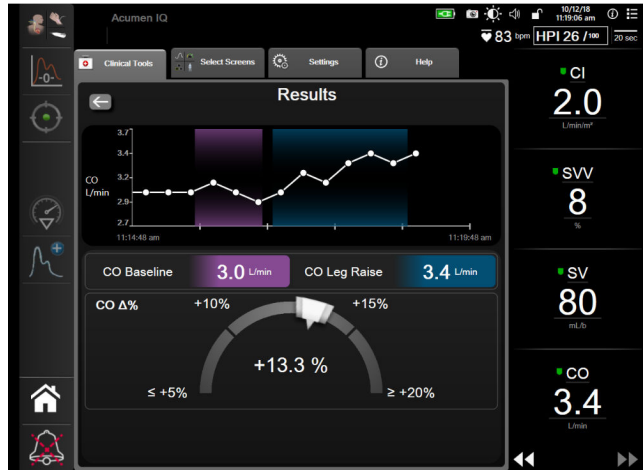 Acumen IQ
10/12/18
11:19:06 am
83 bpm HPI 26 /100 20 sec
Clinical Tools Select Screens Settings Help
Results
3.7
3.4
CO
L/min
3.2
2.9
2.7
11:14:48 am 11:19:48 am
CO Baseline 3.0 L/min CO Leg Raise 3.4 L/min
CO Δ% +10% +15%
+13.3 %
≤ +5% ≥ +20%
CI
2.0
L/min/m²
SVV
8
%
SV
80
mL/b
CO
3.4
L/min
-0-